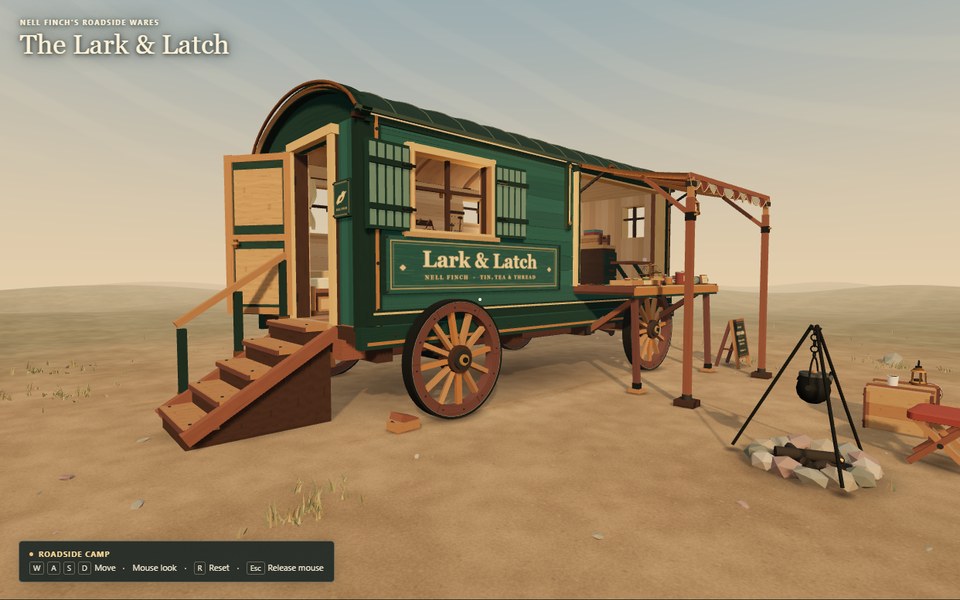 NELL FINCH'S ROADSIDE WARES
The Lark & Latch
Lark & Latch
NELL FINCH · TIN, TEA & THREAD
ROADSIDE CAMP
W A S D Move · Mouse look · R Reset · Esc Release mouse